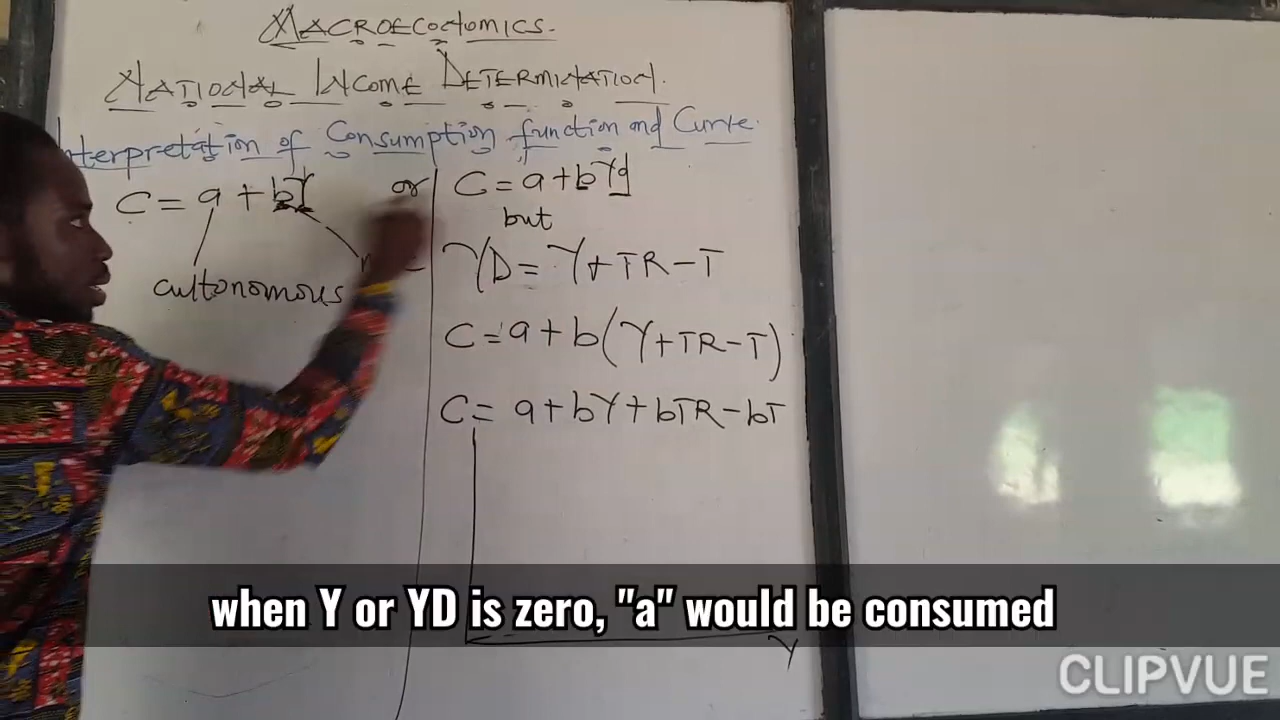 MACROECONOMICS.
NATIONAL INCOME DETERMINATION.
Interpretation of Consumption function and Curve.
C = a + bY or
autonomous
C = a + bYd
but
YD = Y + TR - T
C = a + b(Y + TR - T)
C = a + bY + bTR - bT
Y
when Y or YD is zero, "a" would be consumed
CLIPVUE